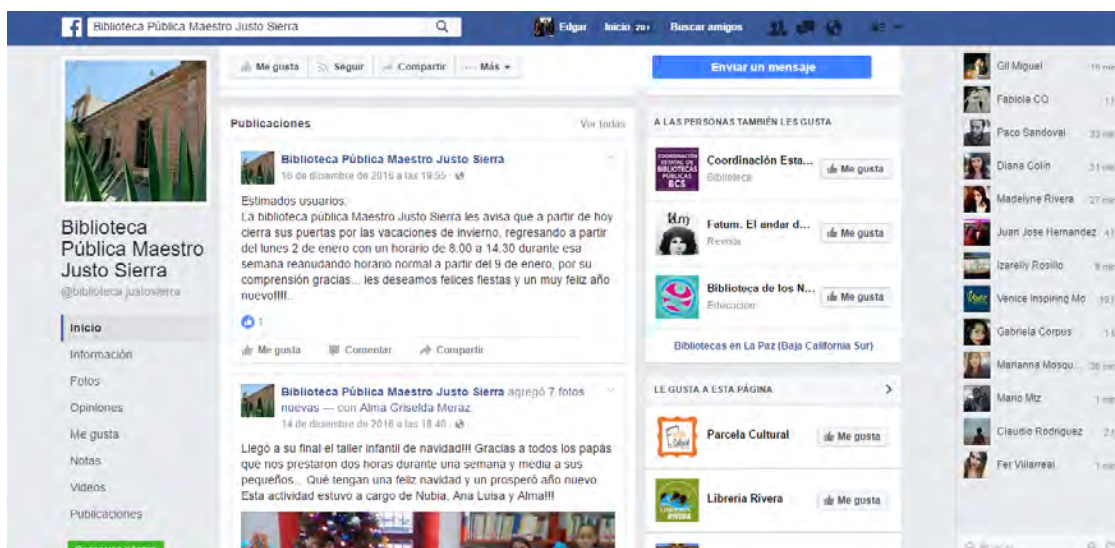 Biblioteca Pública Maestro Justo Sierra
Edgar
Inicio 20+
Buscar amigos
Me gusta
Seguir
Compartir
Más
Enviar un mensaje
Biblioteca
Pública Maestro
Justo Sierra
@biblioteca.justosierra
Inicio
Información
Fotos
Opiniones
Me gusta
Notas
Videos
Publicaciones
Publicaciones
Ver todas
Biblioteca Pública Maestro Justo Sierra
16 de diciembre de 2016 a las 19:55 ·
Estimados usuarios:
La biblioteca pública Maestro Justo Sierra les avisa que a partir de hoy
cierra sus puertas por las vacaciones de invierno, regresando a partir
del lunes 2 de enero con un horario de 8:00 a 14:30 durante esa
semana reanudando horario normal a partir del 9 de enero, por su
comprensión gracias... les deseamos felices fiestas y un muy feliz año
nuevo!!!!..
1
Me gusta
Comentar
Compartir
Biblioteca Pública Maestro Justo Sierra agregó 7 fotos
nuevas — con Alma Griselda Meraz.
14 de diciembre de 2016 a las 18:40 ·
Llegó a su final el taller infantil de navidad!!! Gracias a todos los papás
que nos prestaron dos horas durante una semana y media a sus
pequeños... Qué tengan una feliz navidad y un prosperó año nuevo
Esta actividad estuvo a cargo de Nubia, Ana Luisa y Alma!!!
A LAS PERSONAS TAMBIÉN LES GUSTA
COORDINACIÓN
ESTATAL DE
BIBLIOTECAS
PÚBLICAS
BCS
Coordinación Esta...
Biblioteca
Me gusta
Fatum. El andar d...
Revista
Me gusta
Biblioteca de los N...
Educación
Me gusta
Bibliotecas en La Paz (Baja California Sur)
LE GUSTA A ESTA PÁGINA
Parcela Cultural
Me gusta
Librería Rivera
Me gusta
Gil Miguel
Fabiola CO
Paco Sandoval
Diana Colin
Madelyne Rivera
Juan Jose Hernandez
Izarelly Rosillo
Venice Inspiring Mo
Gabriela Corpus
Marianna Mosqu...
Mario Mtz
Claudio Rodriguez
Fer Villarreal